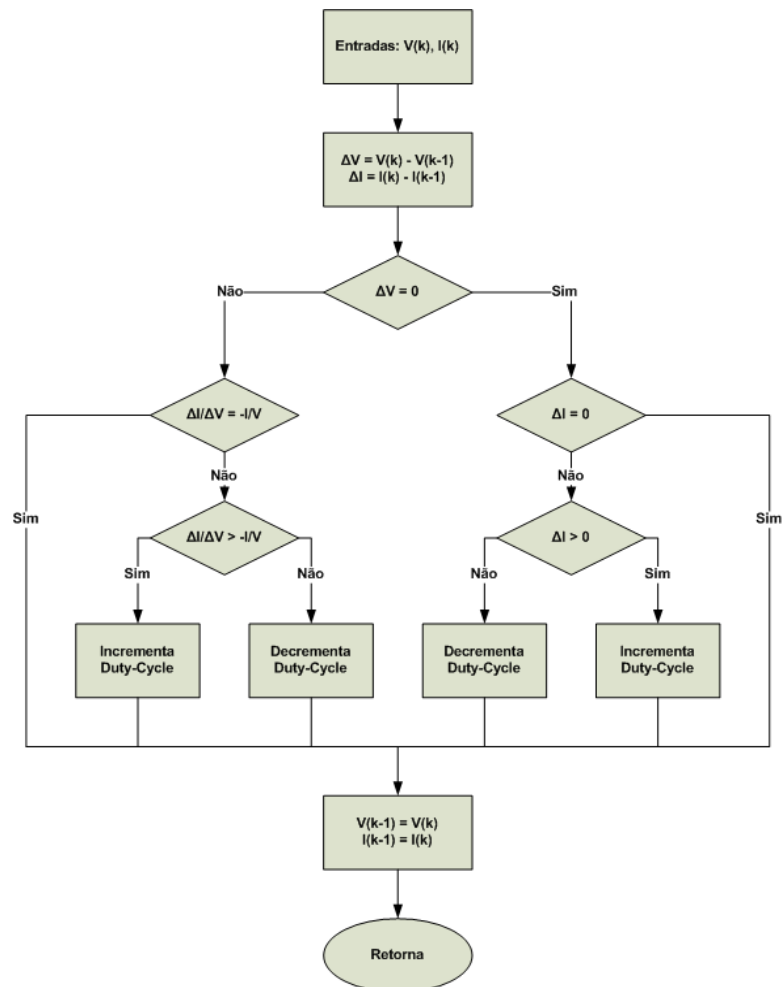 Entradas: V(k), I(k)
ΔV = V(k) - V(k-1)
ΔI = I(k) - I(k-1)
ΔV = 0
Não
Sim
ΔI/ΔV = -I/V
ΔI = 0
Não
Não
Sim
Sim
ΔI/ΔV > -I/V
ΔI > 0
Sim
Não
Não
Sim
Incrementa
Duty-Cycle
Decrementa
Duty-Cycle
Decrementa
Duty-Cycle
Incrementa
Duty-Cycle
V(k-1) = V(k)
I(k-1) = I(k)
Retorna